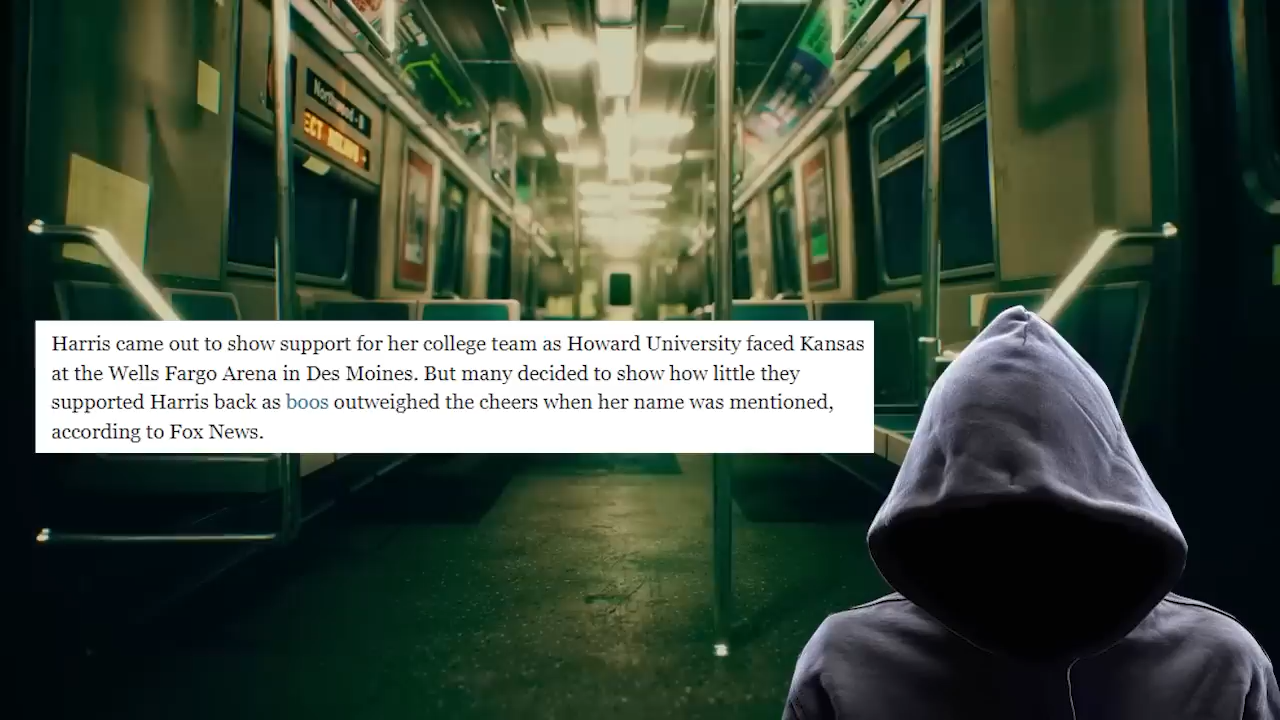 Northwood - B
Harris came out to show support for her college team as Howard University faced Kansas
at the Wells Fargo Arena in Des Moines. But many decided to show how little they
supported Harris back as boos outweighed the cheers when her name was mentioned,
according to Fox News.